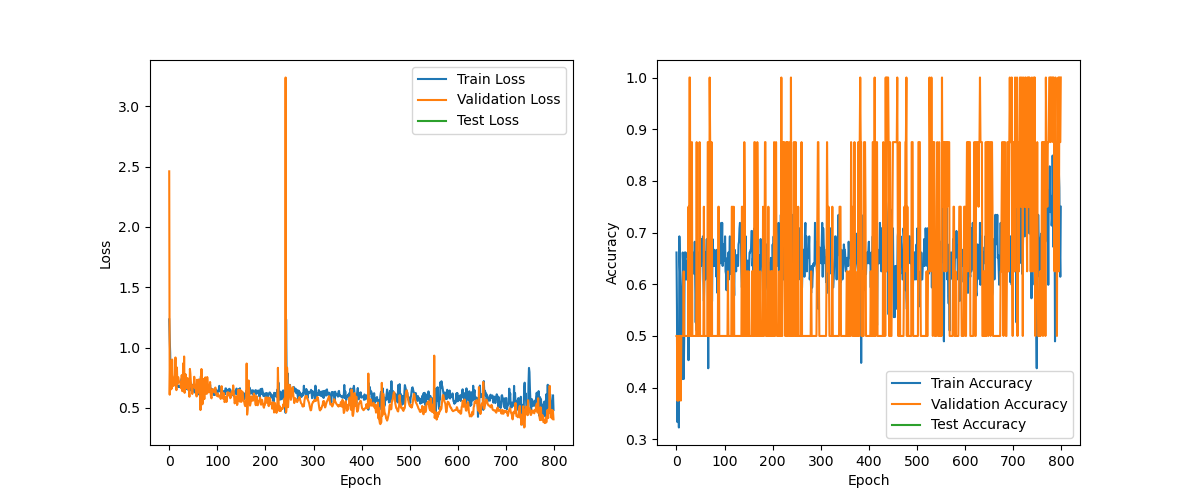 Train Loss
Validation Loss
Test Loss
3.0
2.5
2.0
1.5
1.0
0.5
Loss
0 100 200 300 400 500 600 700 800
Epoch
1.0
0.9
0.8
0.7
0.6
0.5
0.4
0.3
Accuracy
Train Accuracy
Validation Accuracy
Test Accuracy
0 100 200 300 400 500 600 700 800
Epoch